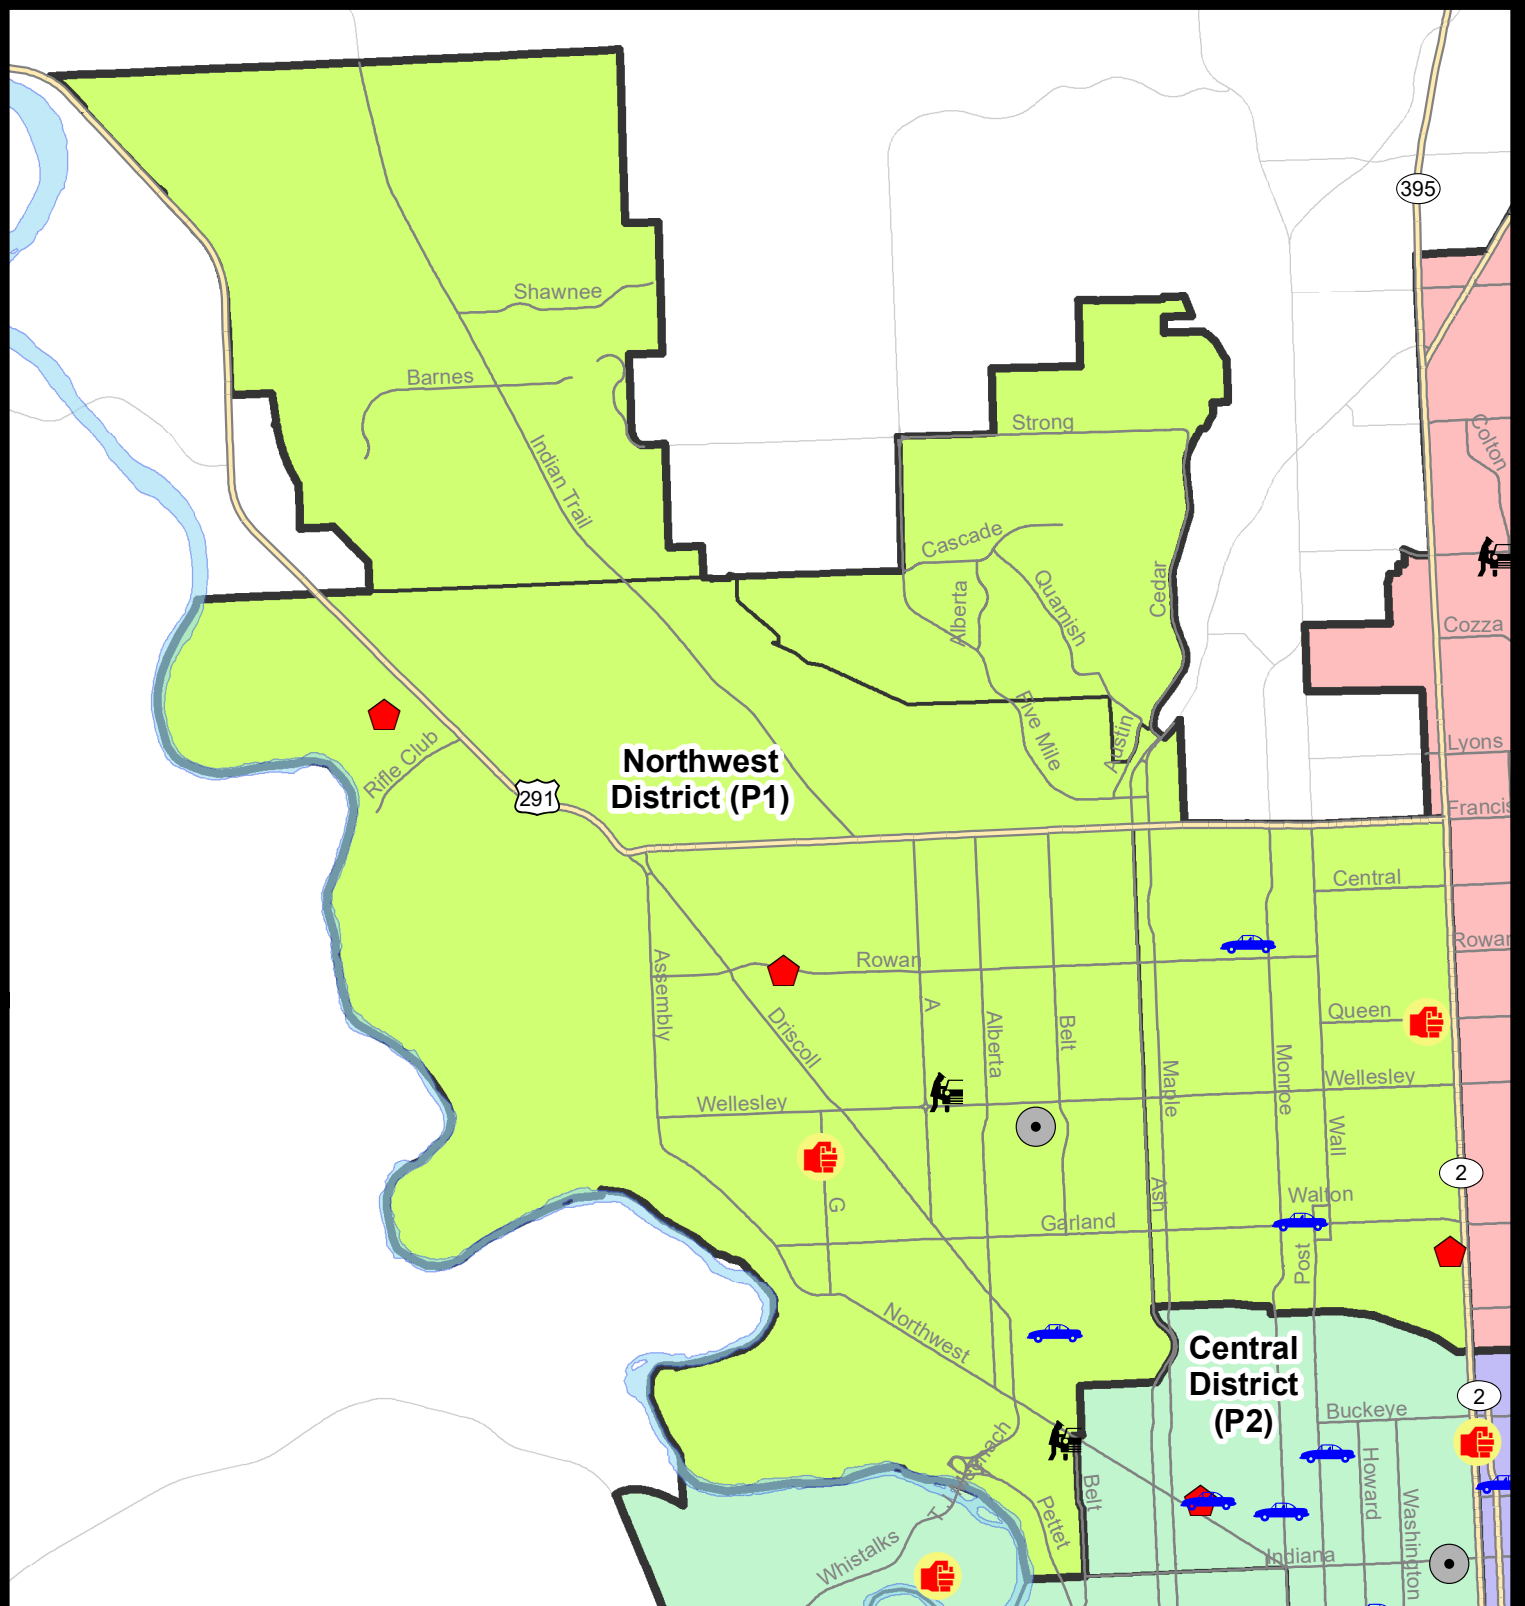 395
Shawnee
Barnes
Strong
Colton
Indian Trail
Cascade
Alberta
Quamish
Cedar
Cozza
Five Mile
Austin
Rifle Club
Northwest
District (P1)
Lyons
291
Francis
Central
Assembly
Rowan
Rowan
Driscoll
A
Alberta
Belt
Queen
Monroe
Maple
Wellesley
Wellesley
Wall
2
G
Ash
Walton
Garland
Post
Northwest
Central
District
(P2)
2
Buckeye
Howard
Belt
Washington
Pettet
Whistalks
Indiana